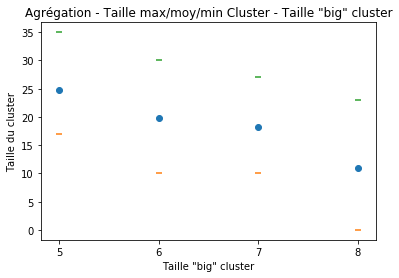 Agrégation - Taille max/moy/min Cluster - Taille "big" cluster
35
30
25
20
15
10
5
0
Taille du cluster
5 6 7 8
Taille "big" cluster